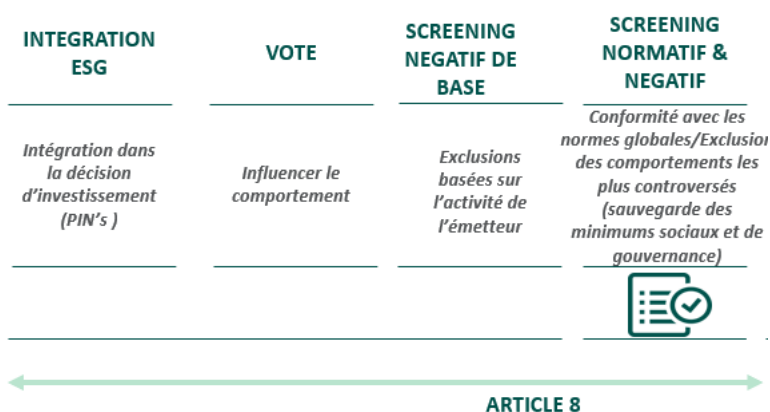 INTEGRATION
ESG
VOTE
SCREENING
NEGATIF DE
BASE
SCREENING
NORMATIF &
NEGATIF
Intégration dans
la décision
d'investissement
(PIN's )
Influencer le
comportement
Exclusions
basées sur
l'activité de
l'émetteur
Conformité avec les
normes globales/Exclusion
des comportements les
plus controversés
(sauvegarde des
minimums sociaux et de
gouvernance)
ARTICLE 8